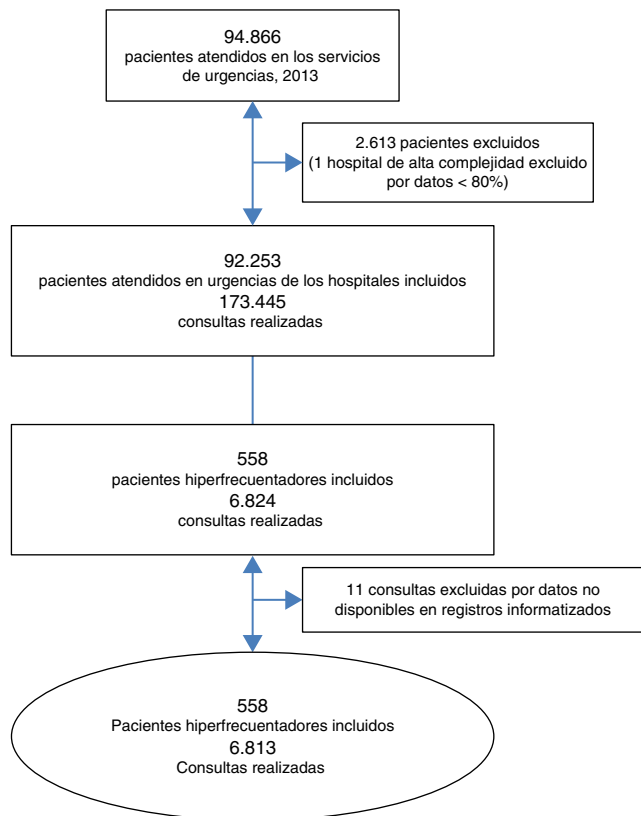 94.866
pacientes atendidos en los servicios
de urgencias, 2013
2.613 pacientes excluidos
(1 hospital de alta complejidad excluido
por datos < 80%)
92.253
pacientes atendidos en urgencias de los hospitales incluidos
173.445
consultas realizadas
558
pacientes hiperfrecuentadores incluidos
6.824
consultas realizadas
11 consultas excluidas por datos no
disponibles en registros informatizados
558
Pacientes hiperfrecuentadores incluidos
6.813
Consultas realizadas